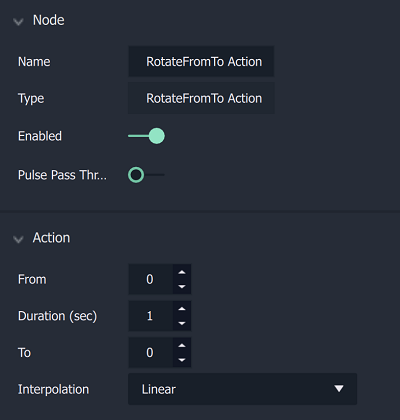 Node
Name RotateFromTo Action
Type RotateFromTo Action
Enabled
Pulse Pass Thr...
Action
From 0
Duration (sec) 1
To 0
Interpolation Linear